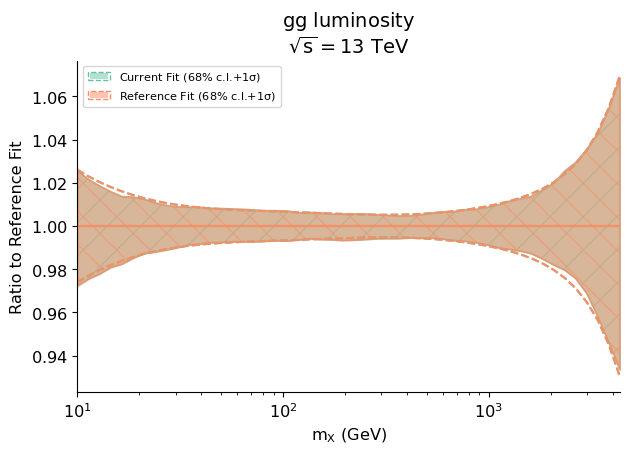 gg luminosity
√s = 13 TeV
Current Fit (68% c.l.+1σ)
Reference Fit (68% c.l.+1σ)
Ratio to Reference Fit
1.06
1.04
1.02
1.00
0.98
0.96
0.94
10¹ 10² 10³
m_X (GeV)